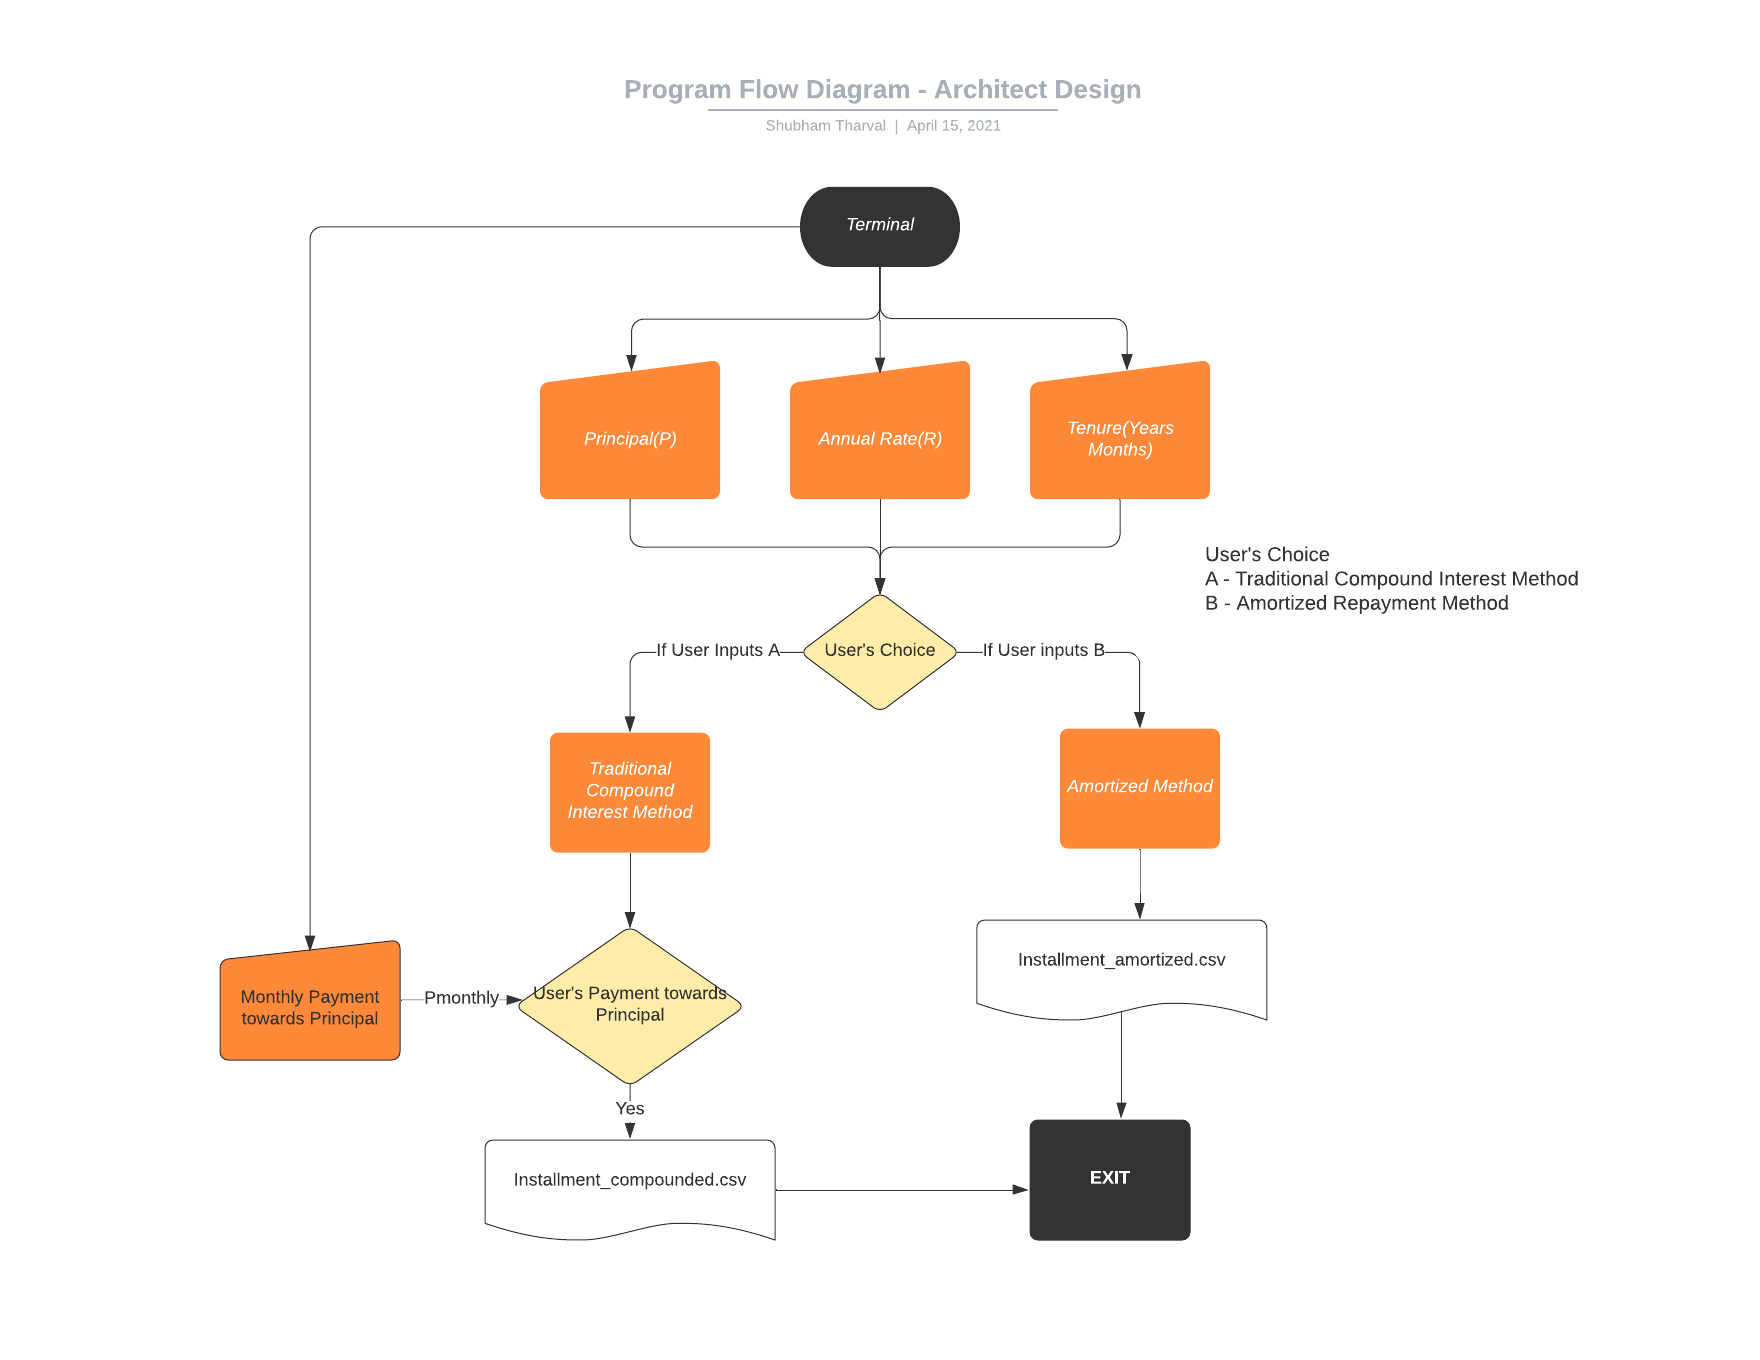 Program Flow Diagram - Architect Design
Shubham Tharval | April 15, 2021
Terminal
Principal(P)
Annual Rate(R)
Tenure(Years
Months)
User's Choice
A - Traditional Compound Interest Method
B - Amortized Repayment Method
If User Inputs A
User's Choice
If User inputs B
Traditional
Compound
Interest Method
Amortized Method
Installment_amortized.csv
Monthly Payment
towards Principal
Pmonthly
User's Payment towards
Principal
Yes
Installment_compounded.csv
EXIT